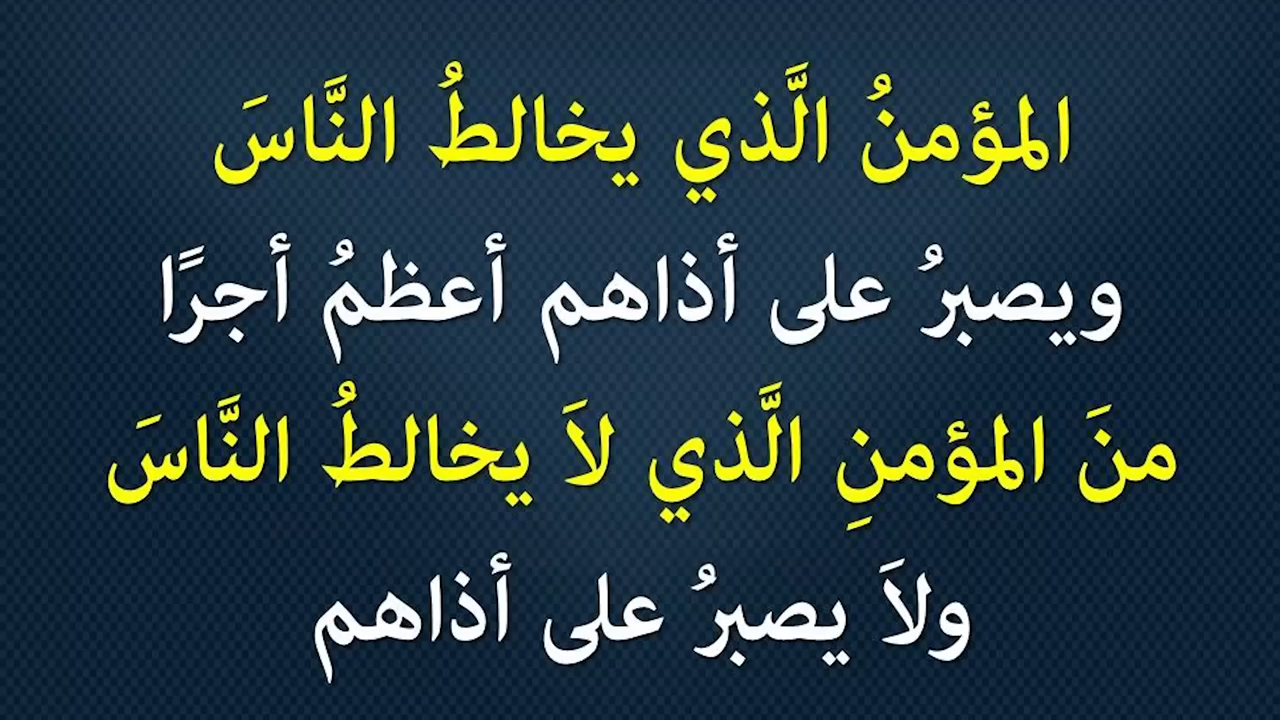 المؤمنُ الَّذي يخالطُ النَّاسَ
ويصبرُ على أذاهم أعظمُ أجرًا
منَ المؤمنِ الَّذي لاَ يخالطُ النَّاسَ
ولاَ يصبرُ على أذاهم